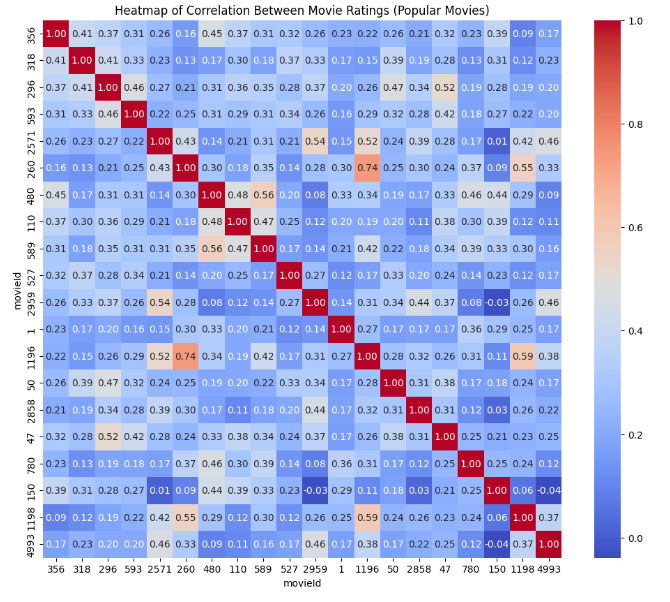 Heatmap of Correlation Between Movie Ratings (Popular Movies)
356 1.00 0.41 0.37 0.31 0.26 0.16 0.45 0.37 0.31 0.32 0.26 0.23 0.22 0.26 0.21 0.32 0.23 0.39 0.09 0.17
318 0.41 1.00 0.41 0.33 0.23 0.13 0.17 0.30 0.18 0.37 0.33 0.17 0.15 0.39 0.19 0.28 0.13 0.31 0.12 0.23
296 0.37 0.41 1.00 0.46 0.27 0.21 0.31 0.36 0.35 0.28 0.37 0.20 0.26 0.47 0.34 0.52 0.19 0.28 0.19 0.20
593 0.31 0.33 0.46 1.00 0.22 0.25 0.31 0.29 0.31 0.34 0.26 0.16 0.29 0.32 0.28 0.42 0.18 0.27 0.22 0.20
2571 0.26 0.23 0.27 0.22 1.00 0.43 0.14 0.21 0.31 0.21 0.54 0.15 0.52 0.24 0.39 0.28 0.17 0.01 0.42 0.46
260 0.16 0.13 0.21 0.25 0.43 1.00 0.30 0.18 0.35 0.14 0.28 0.30 0.74 0.25 0.30 0.24 0.37 0.09 0.55 0.33
480 0.45 0.17 0.31 0.31 0.14 0.30 1.00 0.48 0.56 0.20 0.08 0.33 0.34 0.19 0.17 0.33 0.46 0.44 0.29 0.09
110 0.37 0.30 0.36 0.29 0.21 0.18 0.48 1.00 0.47 0.25 0.12 0.20 0.19 0.20 0.11 0.38 0.30 0.39 0.12 0.11
589 0.31 0.18 0.35 0.31 0.31 0.35 0.56 0.47 1.00 0.17 0.14 0.21 0.42 0.22 0.18 0.34 0.39 0.33 0.30 0.16
527 0.32 0.37 0.28 0.34 0.21 0.14 0.20 0.25 0.17 1.00 0.27 0.12 0.17 0.33 0.20 0.24 0.14 0.23 0.12 0.17
2959 0.26 0.33 0.37 0.26 0.54 0.28 0.08 0.12 0.14 0.27 1.00 0.14 0.31 0.34 0.44 0.37 0.08 -0.03 0.26 0.46
1 0.23 0.17 0.20 0.16 0.15 0.30 0.33 0.20 0.21 0.12 0.14 1.00 0.27 0.17 0.17 0.17 0.36 0.29 0.25 0.17
1196 0.22 0.15 0.26 0.29 0.52 0.74 0.34 0.19 0.42 0.17 0.31 0.27 1.00 0.28 0.32 0.26 0.31 0.11 0.59 0.38
50 0.26 0.39 0.47 0.32 0.24 0.25 0.19 0.20 0.22 0.33 0.34 0.17 0.28 1.00 0.31 0.38 0.17 0.18 0.24 0.17
2858 0.21 0.19 0.34 0.28 0.39 0.30 0.17 0.11 0.18 0.20 0.44 0.17 0.32 0.31 1.00 0.31 0.12 0.03 0.26 0.22
47 0.32 0.28 0.52 0.42 0.28 0.24 0.33 0.38 0.34 0.24 0.37 0.17 0.26 0.38 0.31 1.00 0.25 0.21 0.23 0.25
780 0.23 0.13 0.19 0.18 0.17 0.37 0.46 0.30 0.39 0.14 0.08 0.36 0.31 0.17 0.12 0.25 1.00 0.25 0.24 0.12
150 0.39 0.31 0.28 0.27 0.01 0.09 0.44 0.39 0.33 0.23 -0.03 0.29 0.11 0.18 0.03 0.21 0.25 1.00 0.06 -0.04
1198 0.09 0.12 0.19 0.22 0.42 0.55 0.29 0.12 0.30 0.12 0.26 0.25 0.59 0.24 0.26 0.23 0.24 0.06 1.00 0.37
4993 0.17 0.23 0.20 0.20 0.46 0.33 0.09 0.11 0.16 0.17 0.46 0.17 0.38 0.17 0.22 0.25 0.12 -0.04 0.37 1.00
356 318 296 593 2571 260 480 110 589 527 2959 1 1196 50 2858 47 780 150 1198 4993
movieId
movieId
1.0
0.8
0.6
0.4
0.2
0.0